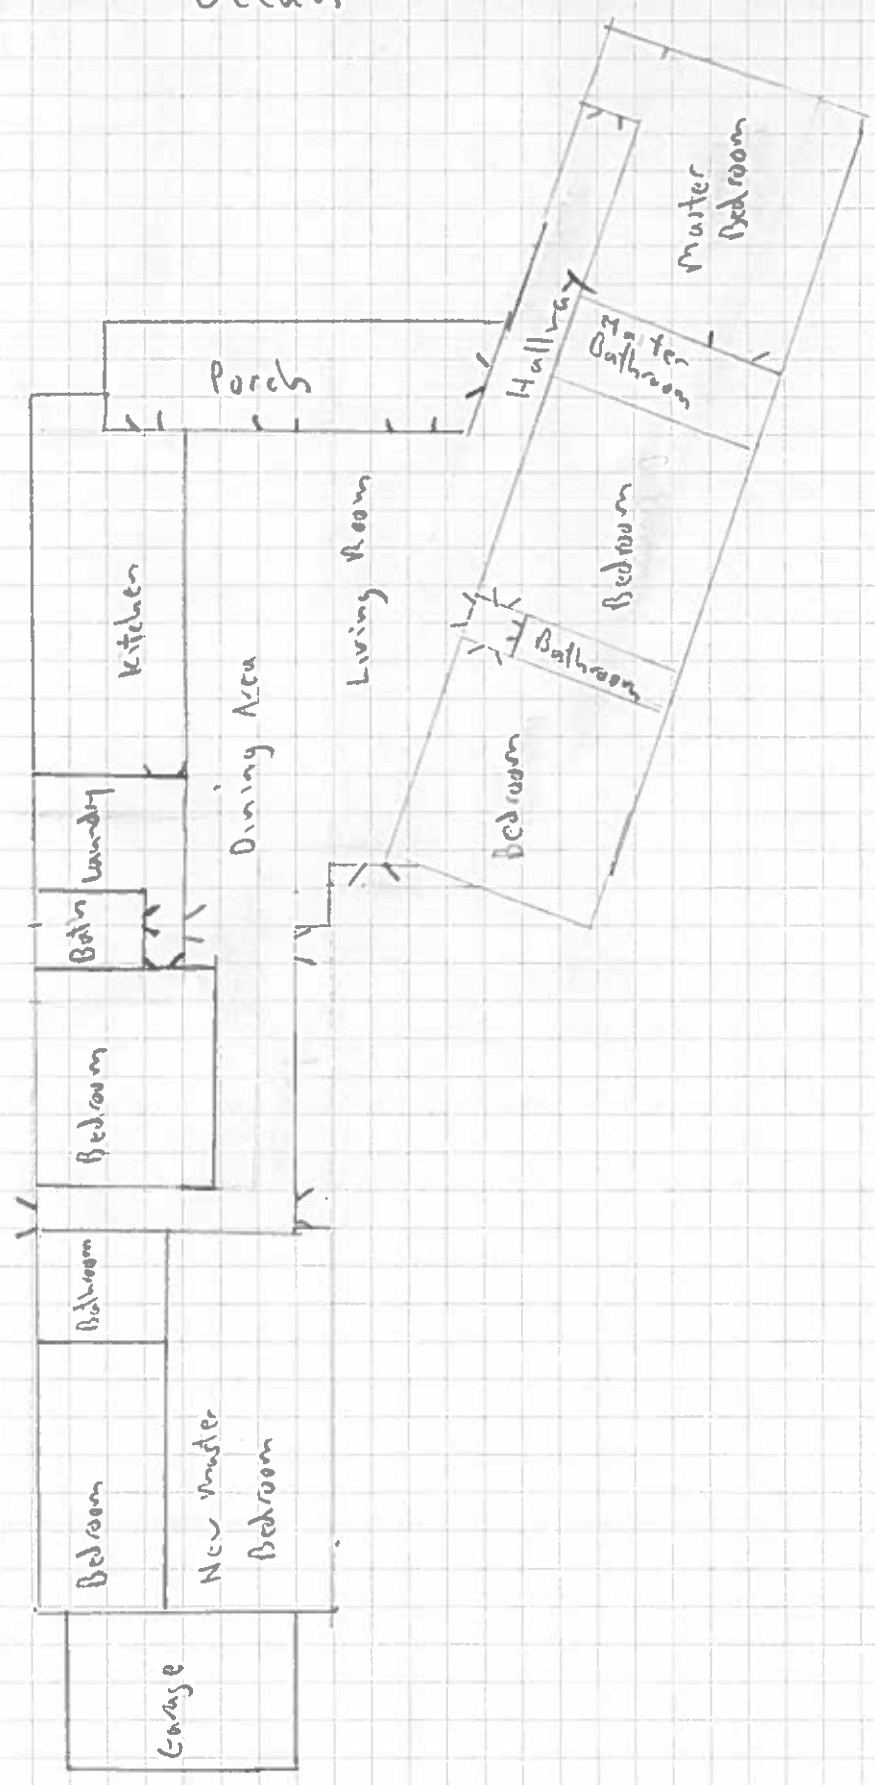 Ocean
Master
Bedroom
Master
Bathroom
Hallway
Porch
Bedroom
Living Room
Kitchen
Bathroom
Dining Area
Bedroom
Laundry
Bath
Bedroom
Bathroom
New Master
Bedroom
Bedroom
Garage